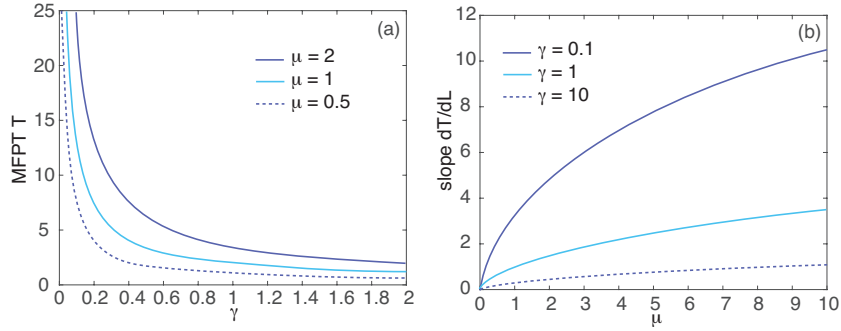 (a)
25
20
15
10
5
0
MFPT T
μ = 2
μ = 1
μ = 0.5
0 0.2 0.4 0.6 0.8 1 1.2 1.4 1.6 1.8 2
γ
(b)
12
10
8
6
4
2
0
slope dT/dL
γ = 0.1
γ = 1
γ = 10
0 1 2 3 4 5 6 7 8 9 10
μ